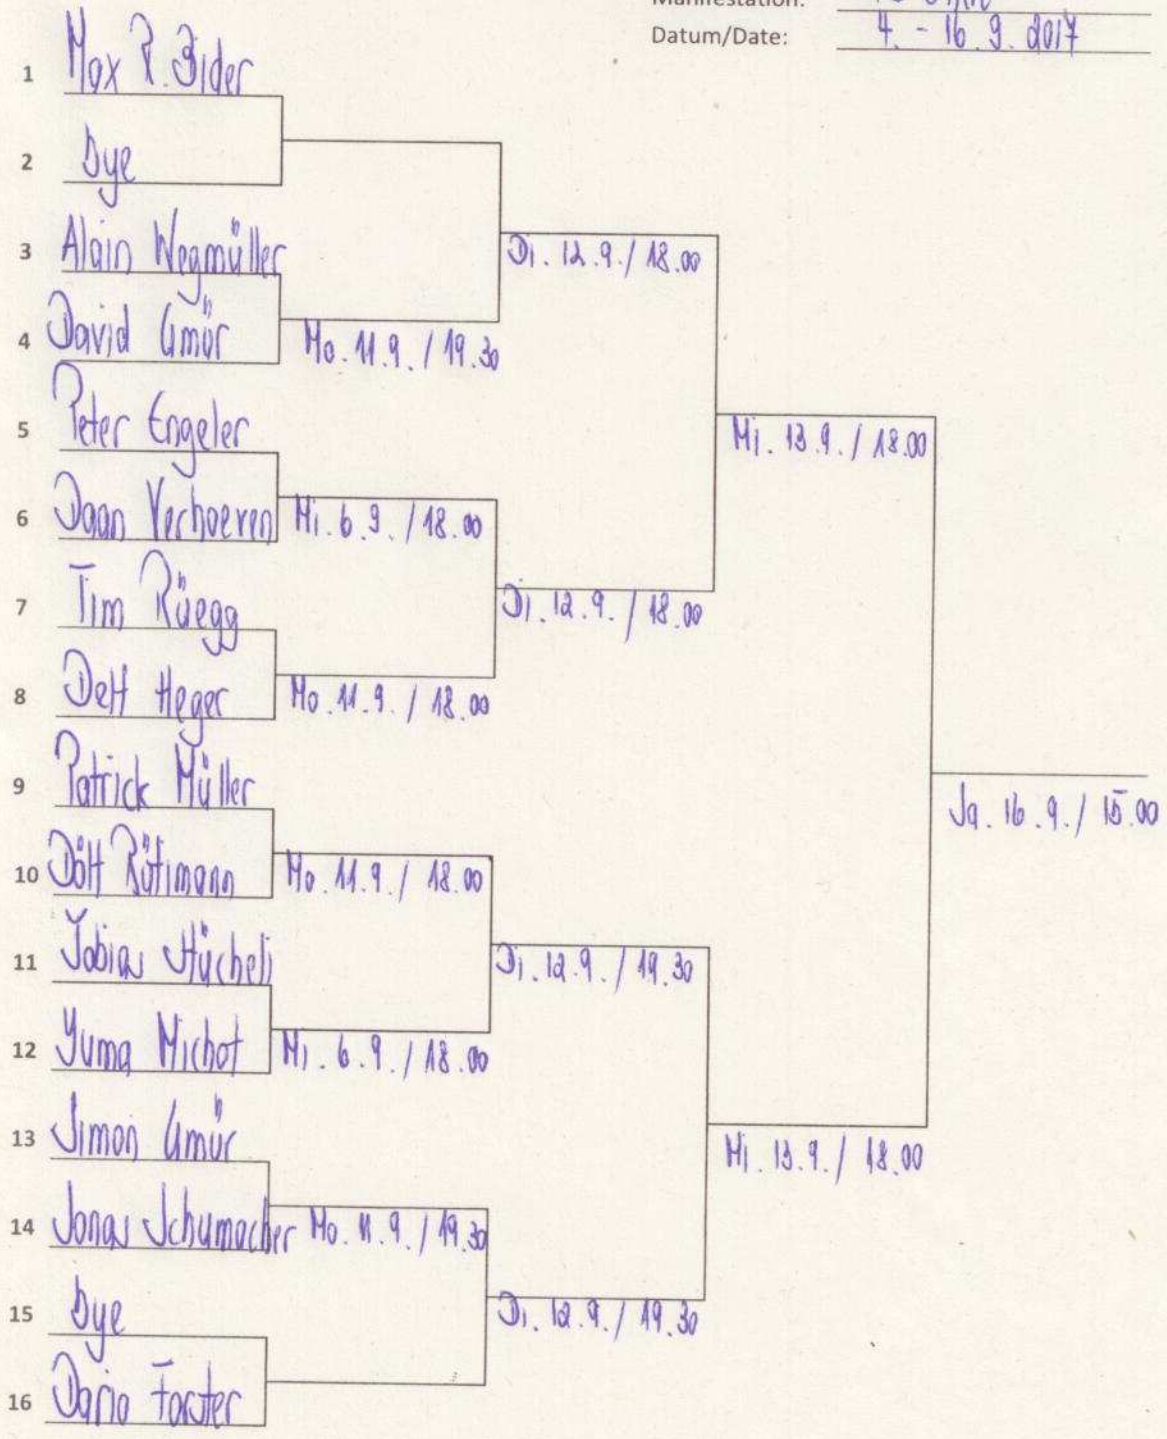 Manifestation:
Datum/Date: 4. - 16. 9. 2017
1 Max P. Bider
2 bye
3 Alain Wegmüller
Di. 12.9. / 18.00
4 David Gmür
Mo. 11.9. / 19.30
5 Peter Engeler
Mi. 13.9. / 18.00
6 Daan Verhoeven
Mi. 6.9. / 18.00
7 Tim Rüegg
Di. 12.9. / 18.00
8 Heger
Mo. 11.9. / 18.00
9 Patrick Müller
Sa. 16.9. / 15.00
10 Rütimann
Mo. 11.9. / 18.00
11 Tobias Stücheli
Di. 12.9. / 19.30
12 Yuma Michot
Mi. 6.9. / 18.00
13 Simon Gmür
Mi. 13.9. / 18.00
14 Jonas Schumacher
Mo. 11.9. / 19.30
15 bye
Di. 12.9. / 19.30
16 Dario Forster